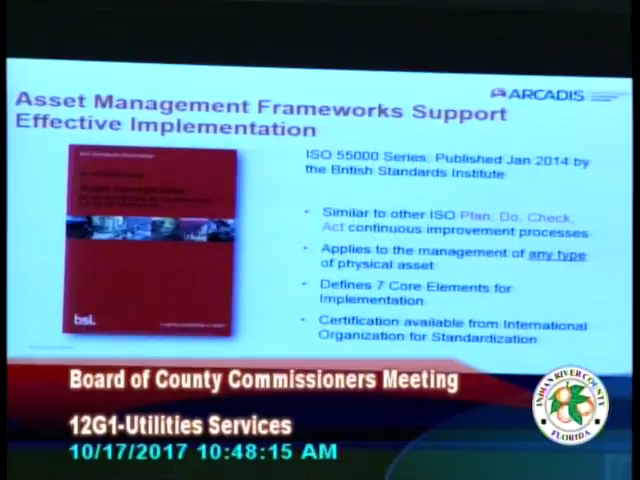 ARCADIS
Asset Management Frameworks Support
Effective Implementation
ISO 55000 Series: Published Jan 2014 by
the British Standards Institute
• Similar to other ISO Plan, Do, Check,
Act continuous improvement processes
• Applies to the management of any type
of physical asset
• Defines 7 Core Elements for
Implementation
• Certification available from International
Organization for Standardization
Asset management
bsi.
Board of County Commissioners Meeting
12G1-Utilities Services
10/17/2017 10:48:15 AM
INDIAN RIVER COUNTY
FLORIDA